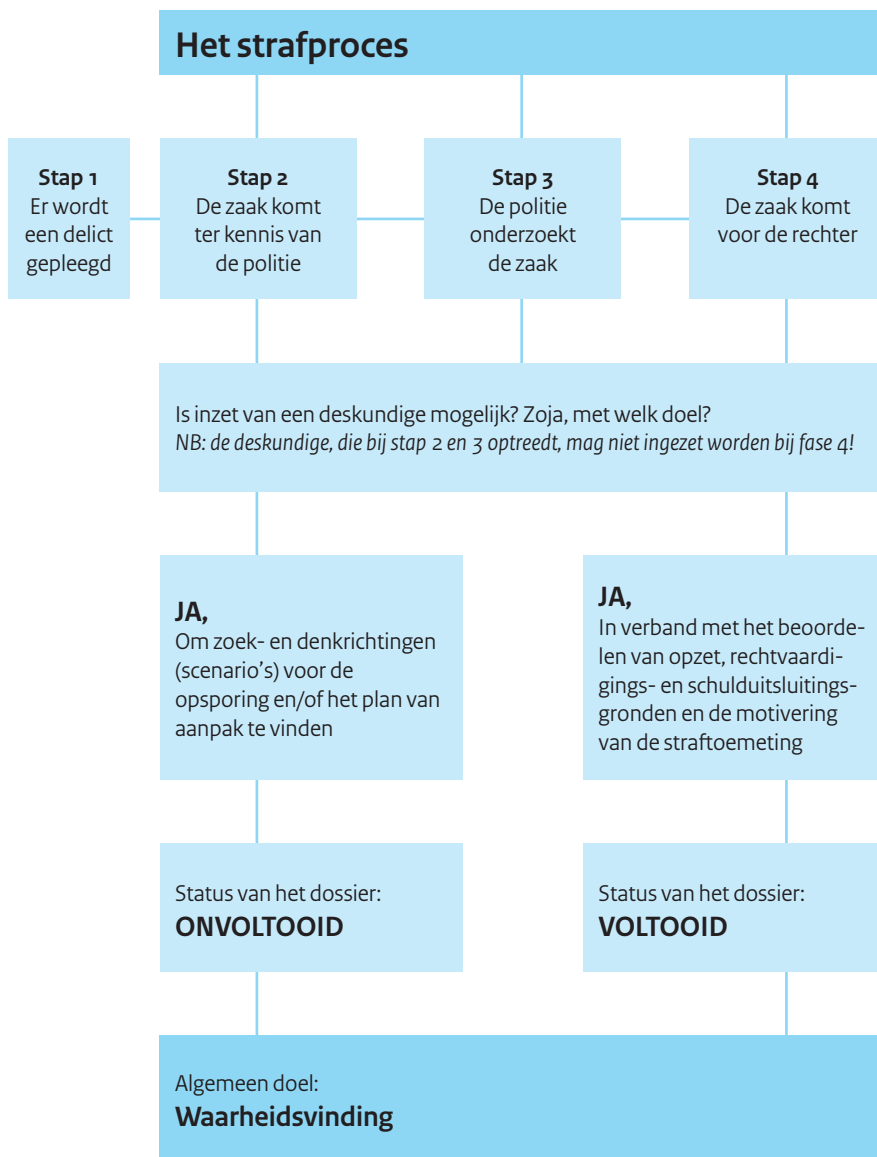 Het strafproces
Stap 1
Er wordt
een delict
gepleegd
Stap 2
De zaak komt
ter kennis van
de politie
Stap 3
De politie
onderzoekt
de zaak
Stap 4
De zaak komt
voor de rechter
Is inzet van een deskundige mogelijk? Zoja, met welk doel?
NB: de deskundige, die bij stap 2 en 3 optreedt, mag niet ingezet worden bij fase 4!
JA,
Om zoek- en denkrichtingen
(scenario’s) voor de
opsporing en/of het plan van
aanpak te vinden
JA,
In verband met het beoorde-
len van opzet, rechtvaardi-
gings- en schulduitsluitings-
gronden en de motivering
van de straftoemeting
Status van het dossier:
ONVOLTOOID
Status van het dossier:
VOLTOOID
Algemeen doel:
Waarheidsvinding